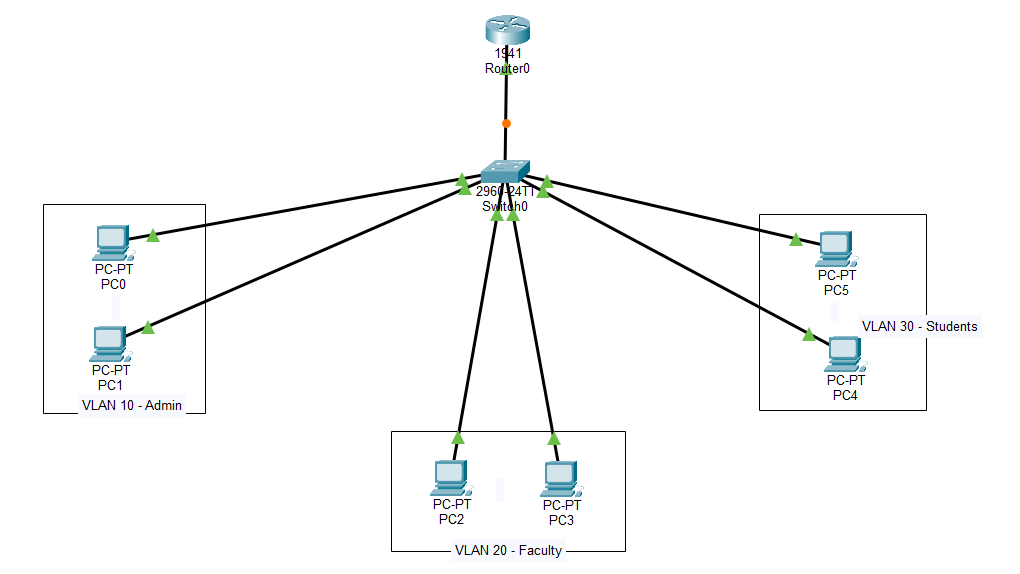 1941
Router0
2960-24TT
Switch0
PC-PT
PC0
PC-PT
PC1
VLAN 10 - Admin
PC-PT
PC2
PC-PT
PC3
VLAN 20 - Faculty
PC-PT
PC5
VLAN 30 - Students
PC-PT
PC4